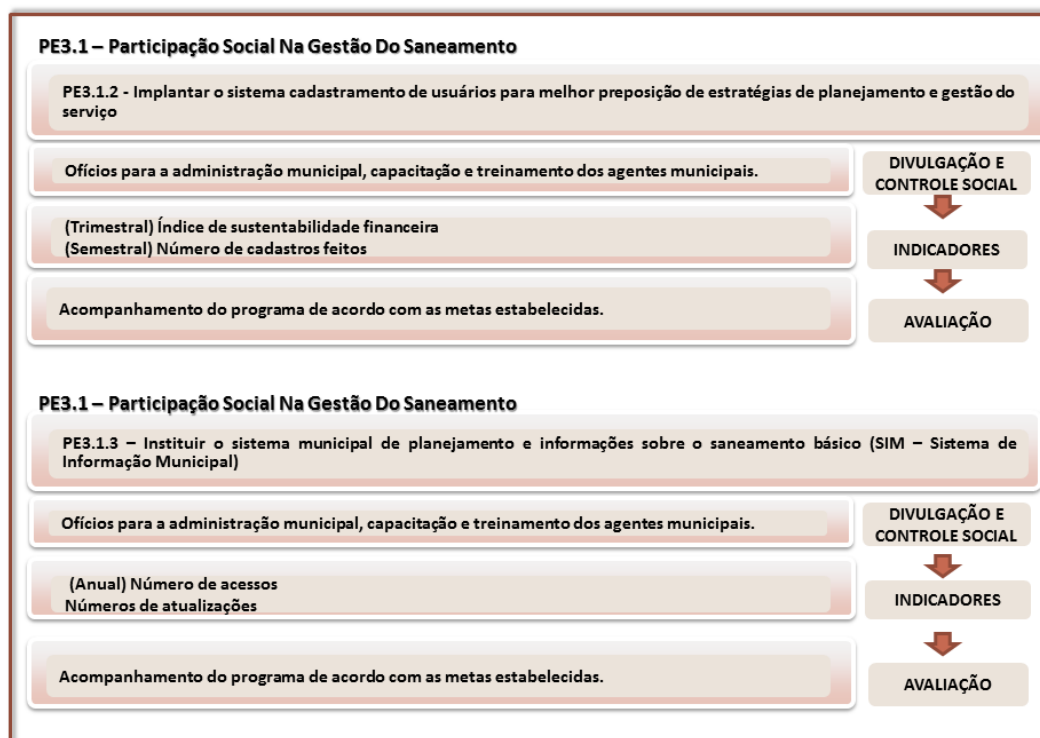 PE3.1 – Participação Social Na Gestão Do Saneamento
PE3.1.2 - Implantar o sistema cadastramento de usuários para melhor preposição de estratégias de planejamento e gestão do
serviço
Ofícios para a administração municipal, capacitação e treinamento dos agentes municipais.
DIVULGAÇÃO E
CONTROLE SOCIAL
(Trimestral) Índice de sustentabilidade financeira
(Semestral) Número de cadastros feitos
INDICADORES
Acompanhamento do programa de acordo com as metas estabelecidas.
AVALIAÇÃO
PE3.1 – Participação Social Na Gestão Do Saneamento
PE3.1.3 – Instituir o sistema municipal de planejamento e informações sobre o saneamento básico (SIM – Sistema de
Informação Municipal)
Ofícios para a administração municipal, capacitação e treinamento dos agentes municipais.
DIVULGAÇÃO E
CONTROLE SOCIAL
(Anual) Número de acessos
Números de atualizações
INDICADORES
Acompanhamento do programa de acordo com as metas estabelecidas.
AVALIAÇÃO